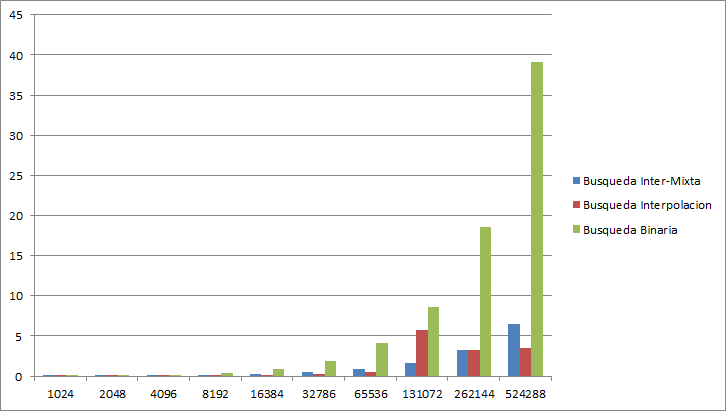 45
40
35
30
25
20
15
10
5
0
1024 2048 4096 8192 16384 32786 65536 131072 262144 524288
Busqueda Inter-Mixta
Busqueda Interpolacion
Busqueda Binaria